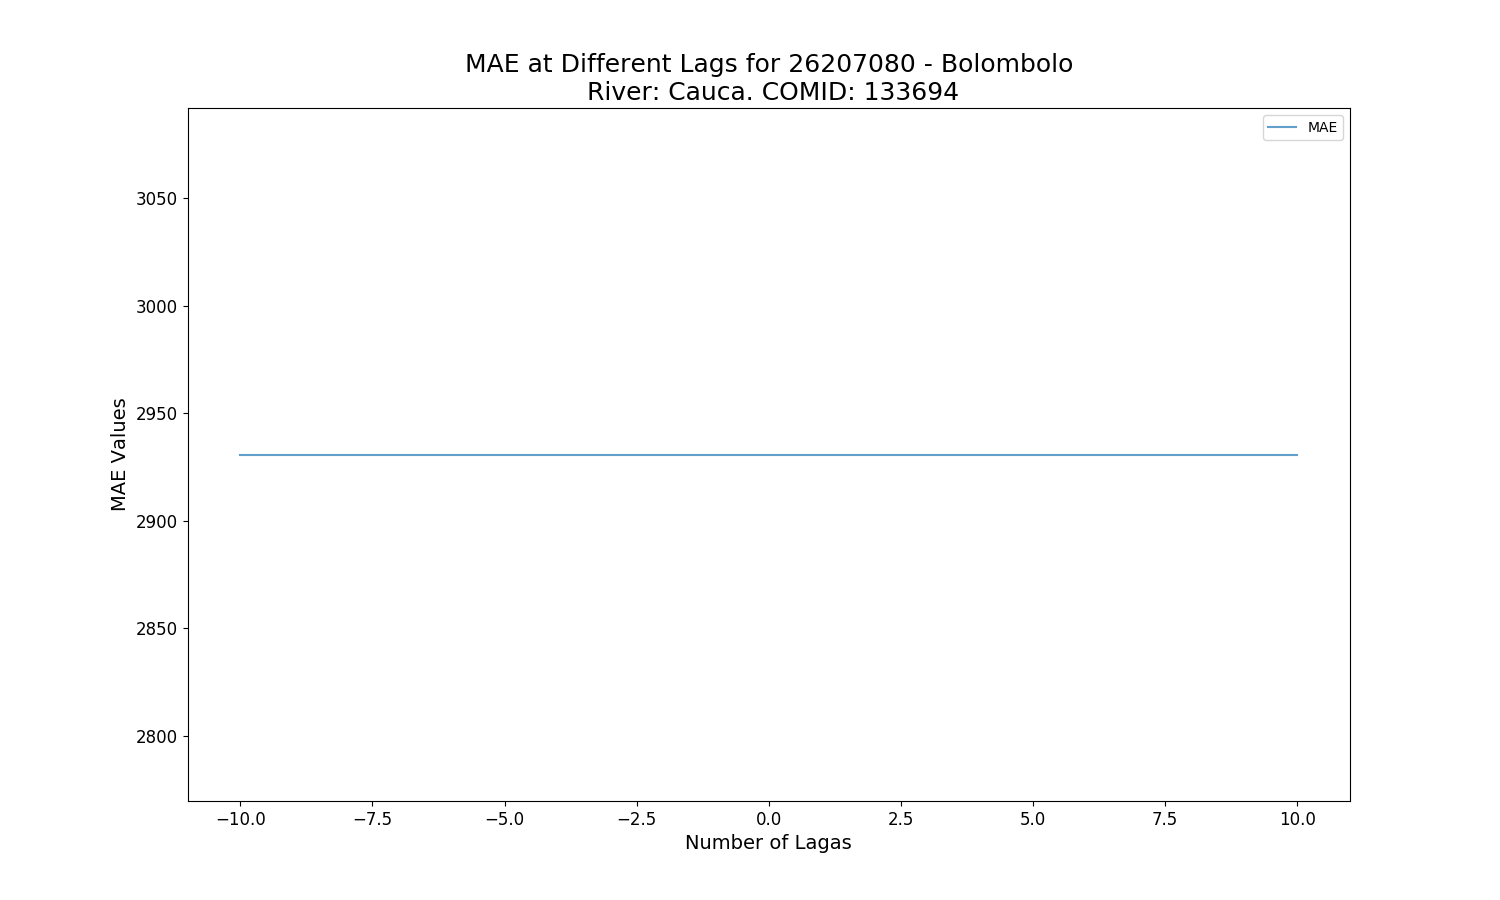 MAE at Different Lags for 26207080 - Bolombolo
River: Cauca. COMID: 133694
MAE
3050
3000
2950
2900
2850
2800
MAE Values
−10.0 −7.5 −5.0 −2.5 0.0 2.5 5.0 7.5 10.0
Number of Lagas